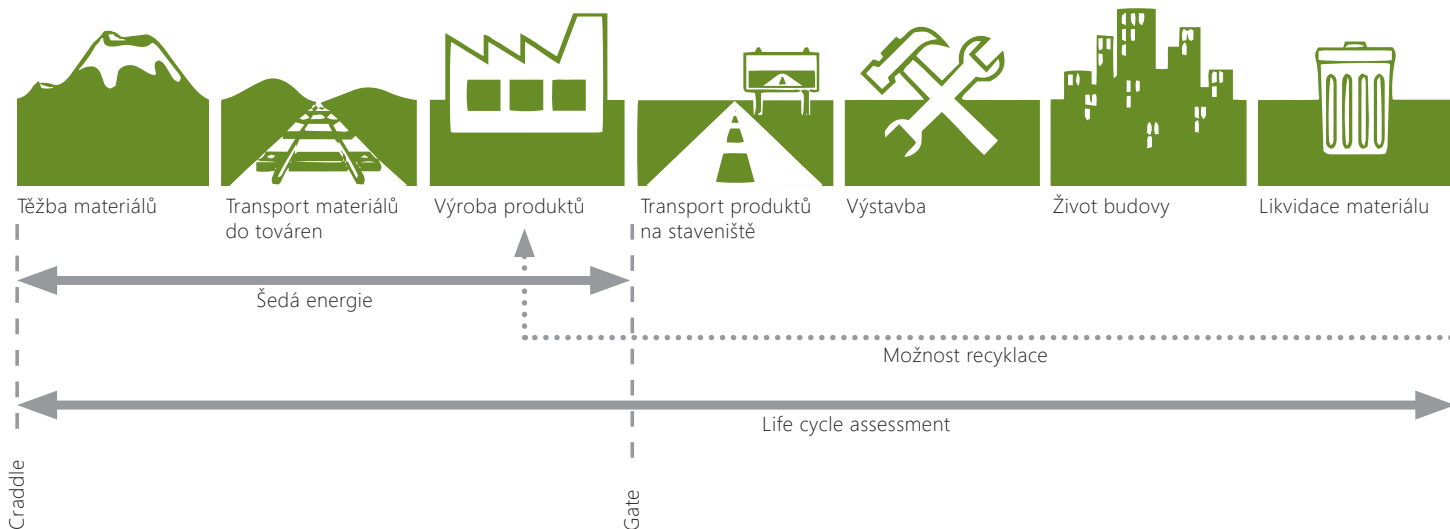 Těžba materiálů
Transport materiálů
do továren
Výroba produktů
Transport produktů
na staveniště
Výstavba
Život budovy
Likvidace materiálu
Šedá energie
Možnost recyklace
Life cycle assessment
Craddle
Gate